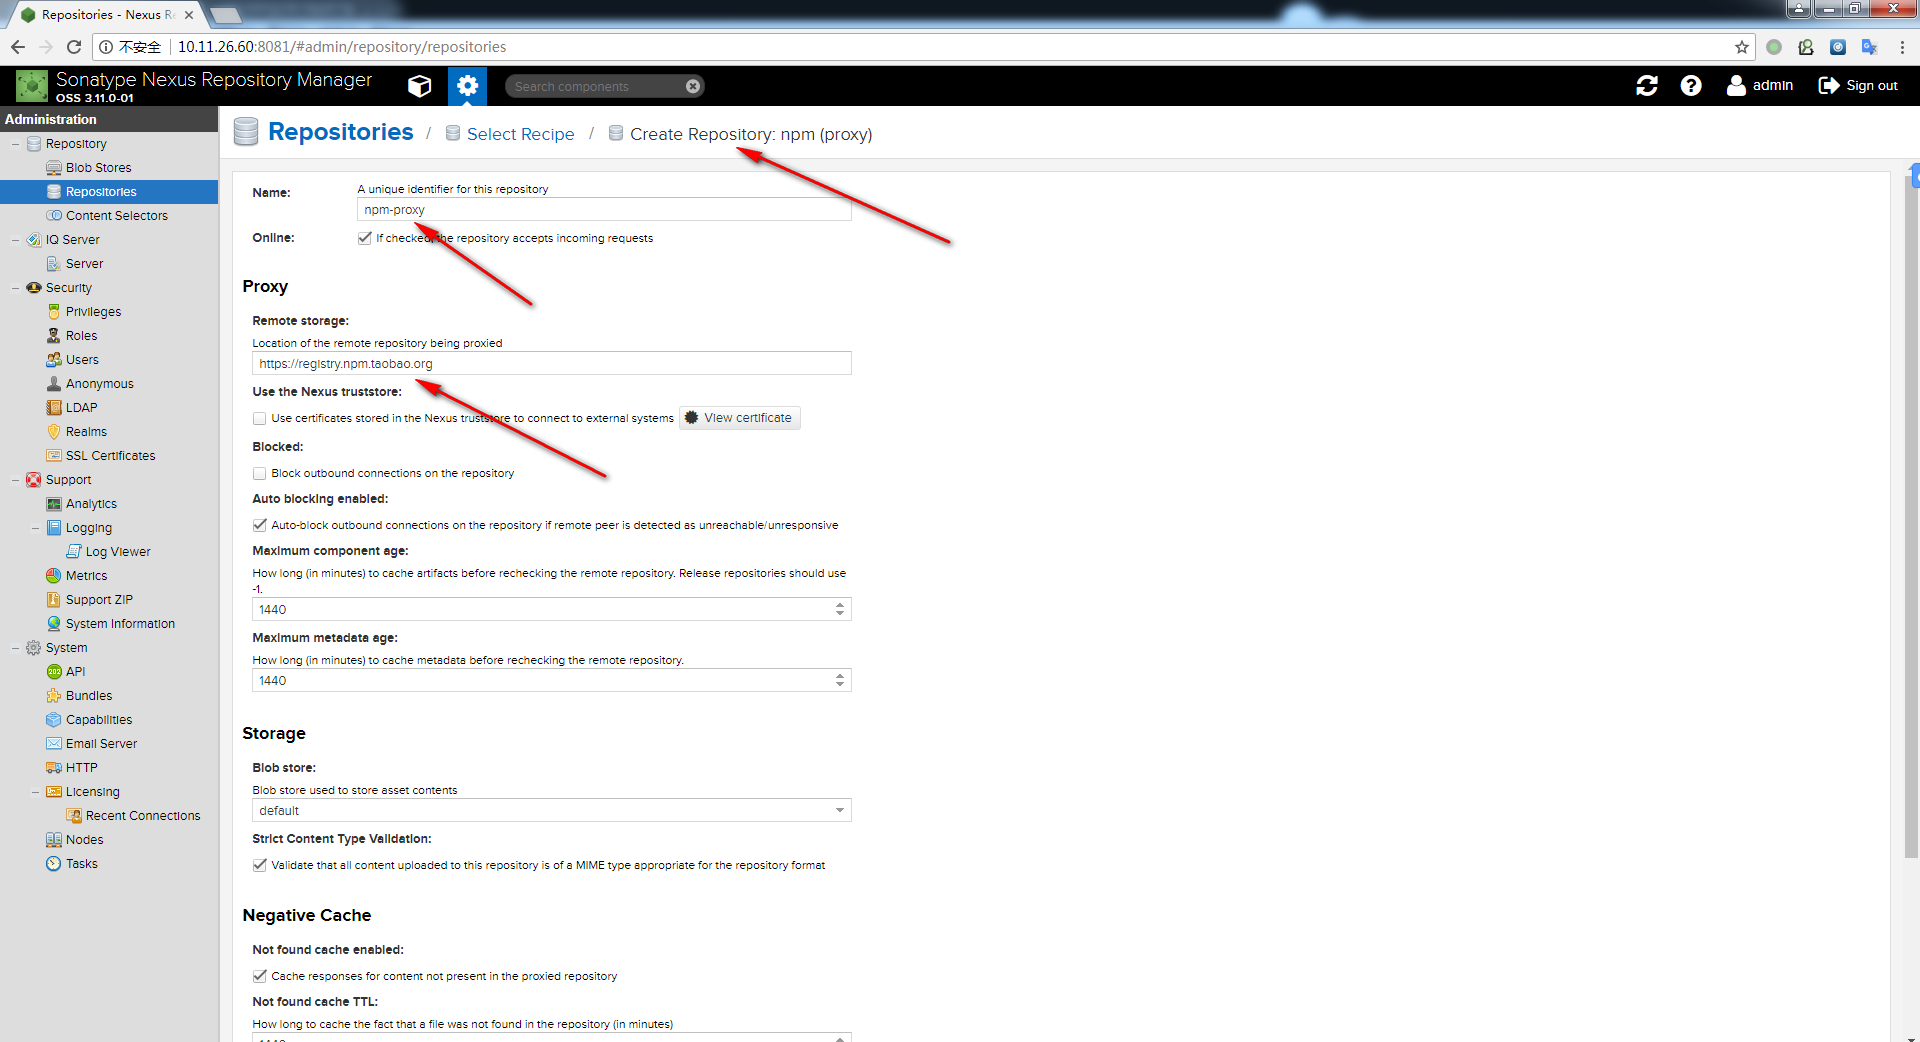 Repositories - Nexus Re
不安全 10.11.26.60:8081/#admin/repository/repositories
Sonatype Nexus Repository Manager
OSS 3.11.0-01
Search components
admin
Sign out
Administration
Repository
Blob Stores
Repositories
Content Selectors
IQ Server
Server
Security
Privileges
Roles
Users
Anonymous
LDAP
Realms
SSL Certificates
Support
Analytics
Logging
Log Viewer
Metrics
Support ZIP
System Information
System
API
Bundles
Capabilities
Email Server
HTTP
Licensing
Recent Connections
Nodes
Tasks
Repositories / Select Recipe / Create Repository: npm (proxy)
Name:
A unique identifier for this repository
npm-proxy
Online:
If checked, the repository accepts incoming requests
Proxy
Remote storage:
Location of the remote repository being proxied
https://registry.npm.taobao.org
Use the Nexus truststore:
Use certificates stored in the Nexus truststore to connect to external systems
View certificate
Blocked:
Block outbound connections on the repository
Auto blocking enabled:
Auto-block outbound connections on the repository if remote peer is detected as unreachable/unresponsive
Maximum component age:
How long (in minutes) to cache artifacts before rechecking the remote repository. Release repositories should use
-1.
1440
Maximum metadata age:
How long (in minutes) to cache metadata before rechecking the remote repository.
1440
Storage
Blob store:
Blob store used to store asset contents
default
Strict Content Type Validation:
Validate that all content uploaded to this repository is of a MIME type appropriate for the repository format
Negative Cache
Not found cache enabled:
Cache responses for content not present in the proxied repository
Not found cache TTL:
How long to cache the fact that a file was not found in the repository (in minutes)